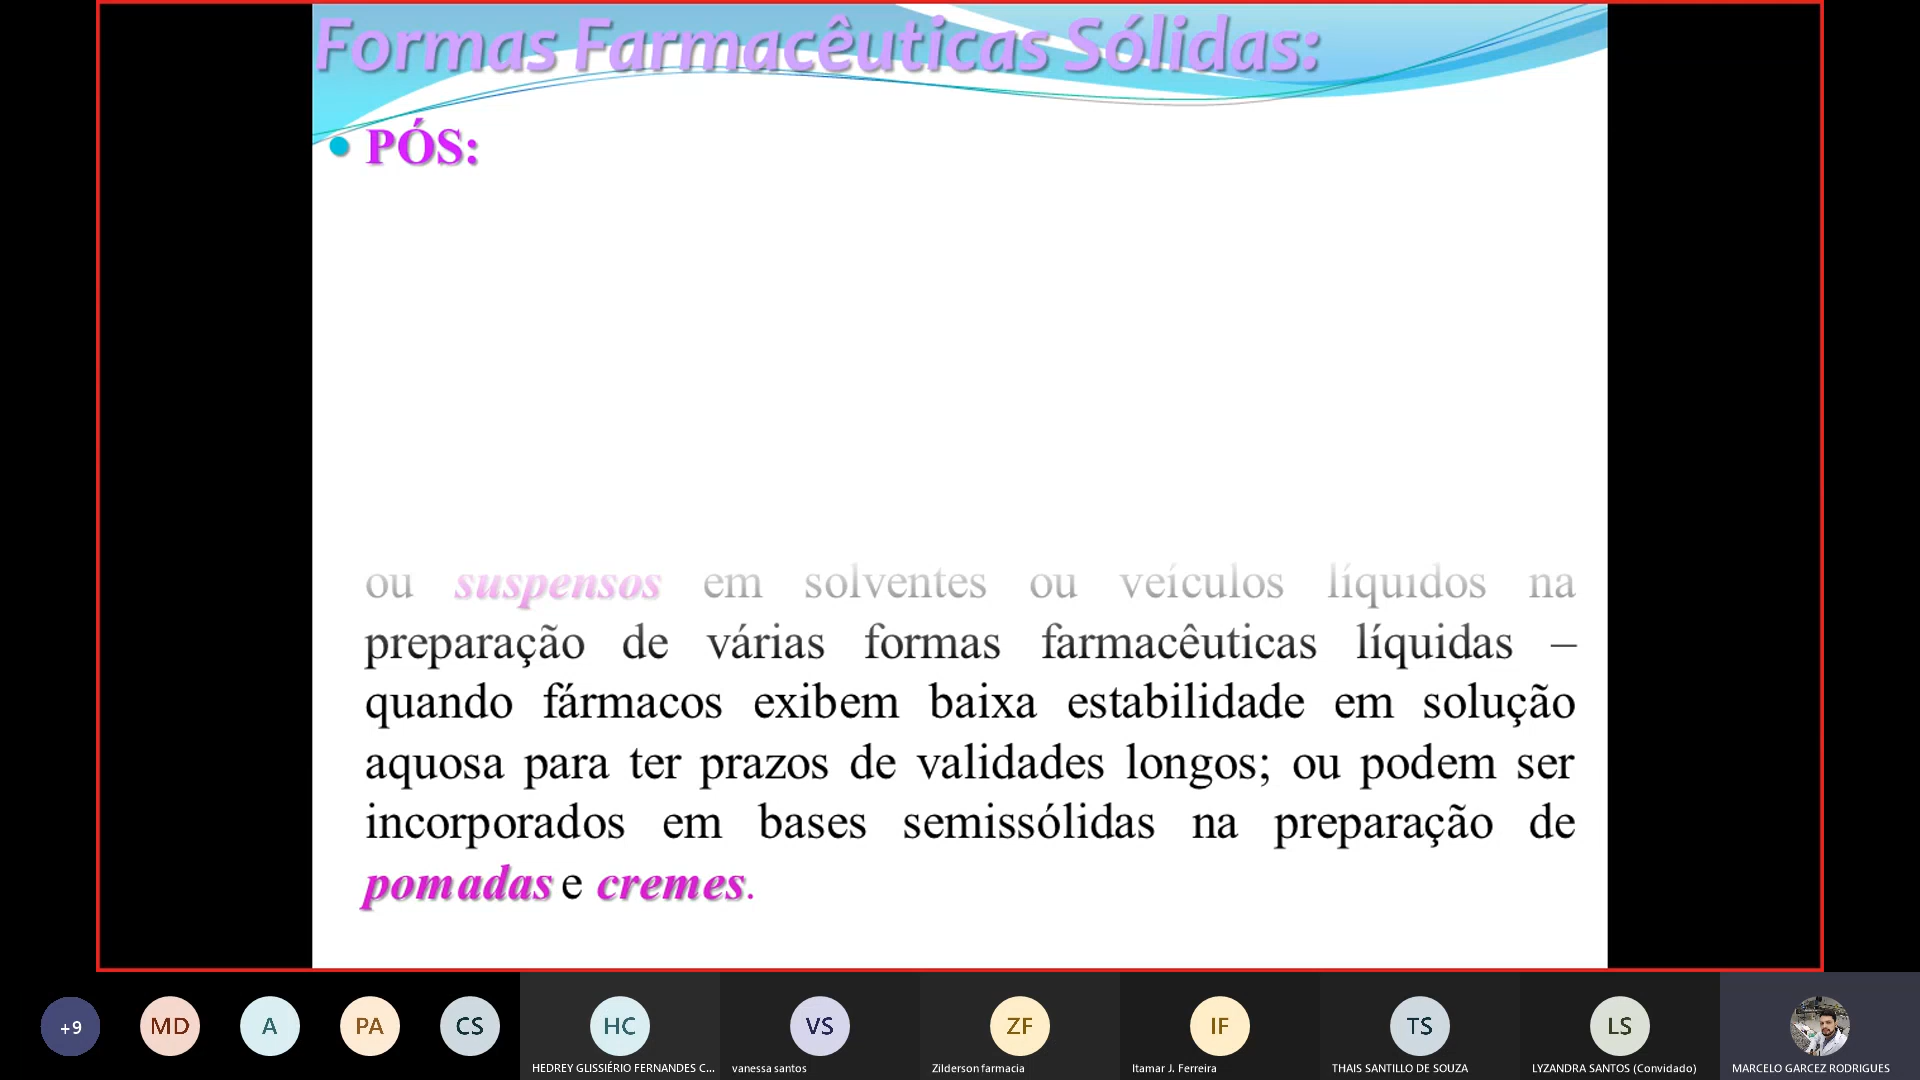 Formas Farmacêuticas Sólidas:
PÓS:
ou suspensos em solventes ou veículos líquidos na
preparação de várias formas farmacêuticas líquidas –
quando fármacos exibem baixa estabilidade em solução
aquosa para ter prazos de validades longos; ou podem ser
incorporados em bases semissólidas na preparação de
pomadas e cremes.
+9
MD
A
PA
CS
HC
VS
ZF
IF
TS
LS
HEDREY GLISSIÉRIO FERNANDES C...
vanessa santos
Zilderson farmacia
Itamar J. Ferreira
THAIS SANTILLO DE SOUZA
LYZANDRA SANTOS (Convidado)
MARCELO GARCEZ RODRIGUES